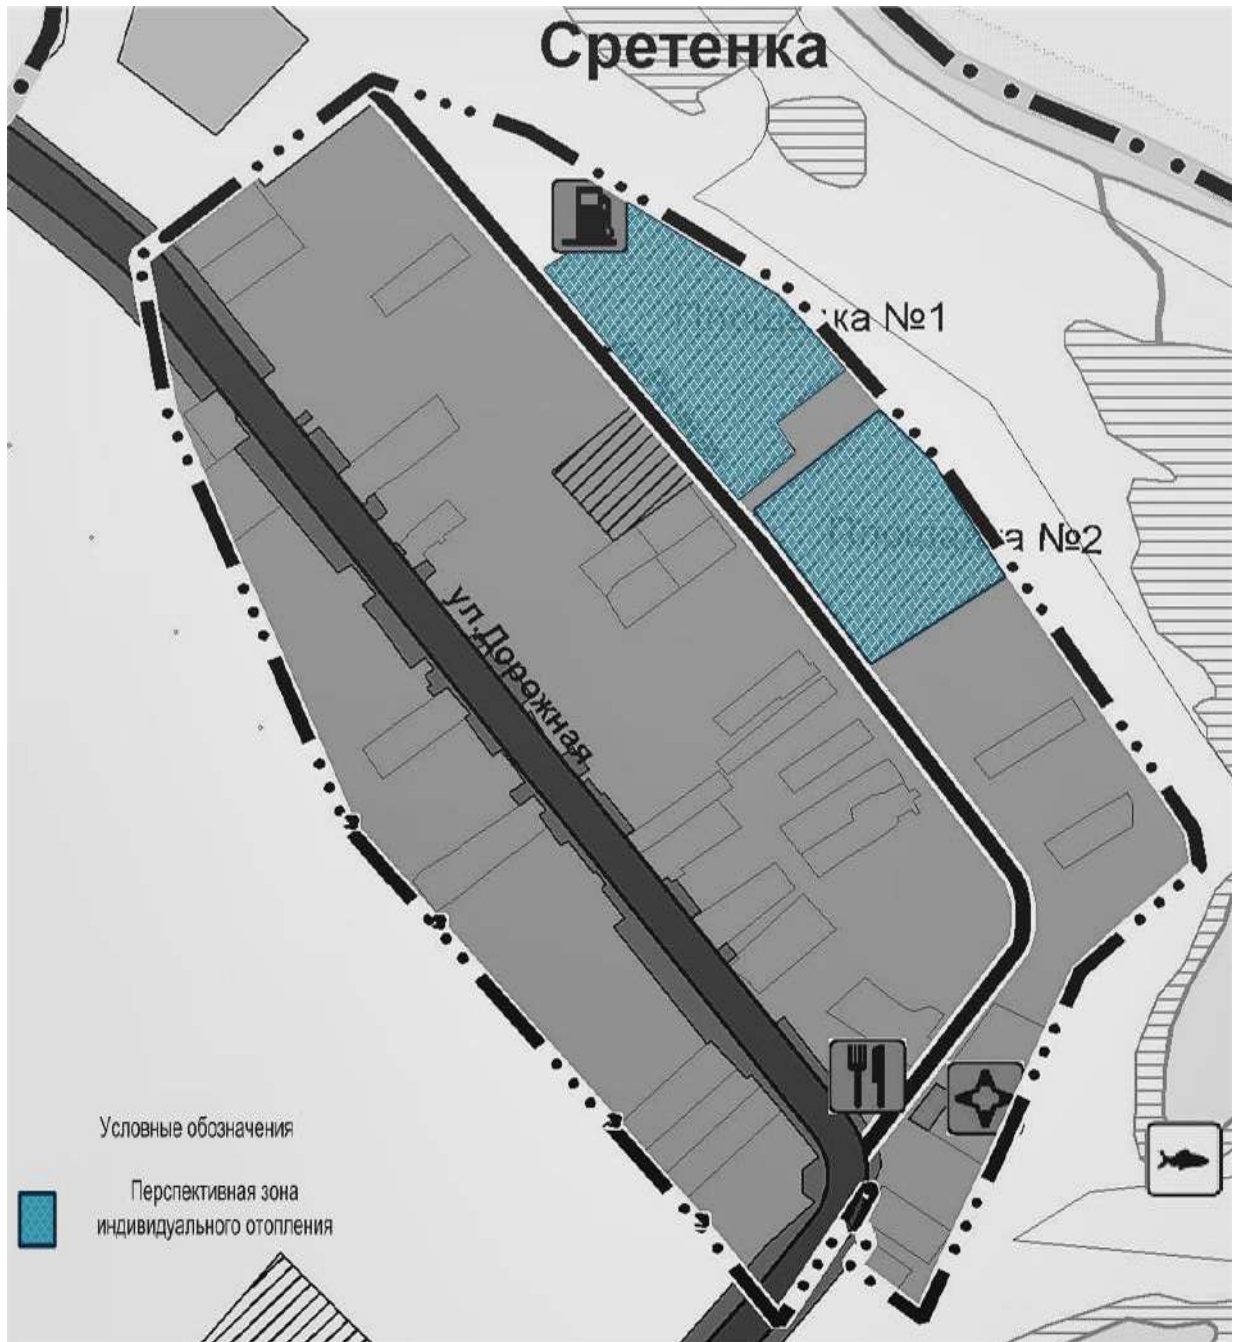 Сретенка
ка №1
а №2
ул.Дорожная
Условные обозначения
Перспективная зона
индивидуального отопления